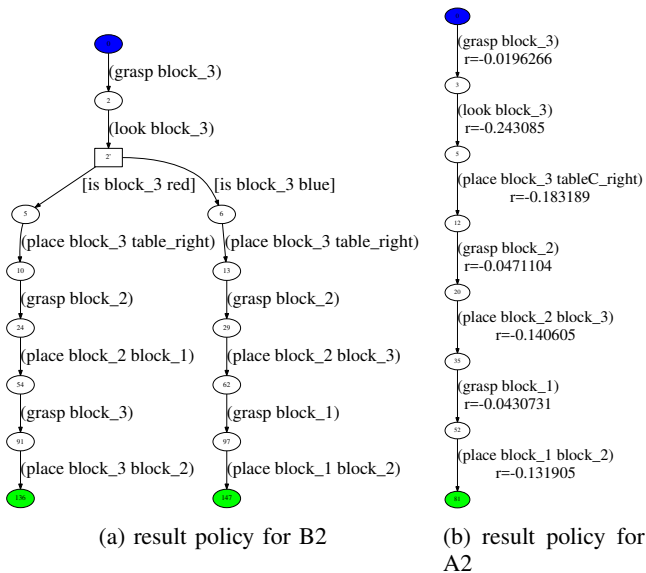 (grasp block_3)
2
(look block_3)
2'
[is block_3 red]
[is block_3 blue]
5
6
(place block_3 table_right)
(place block_3 table_right)
10
13
(grasp block_2)
(grasp block_2)
24
29
(place block_2 block_1)
(place block_2 block_3)
54
62
(grasp block_3)
(grasp block_1)
91
97
(place block_3 block_2)
(place block_1 block_2)
136
147
(a) result policy for B2
(grasp block_3)
r=-0.0196266
3
(look block_3)
r=-0.243085
5
(place block_3 tableC_right)
r=-0.183189
12
(grasp block_2)
r=-0.0471104
20
(place block_2 block_3)
r=-0.140605
35
(grasp block_1)
r=-0.0430731
52
(place block_1 block_2)
r=-0.131905
81
(b) result policy for
A2